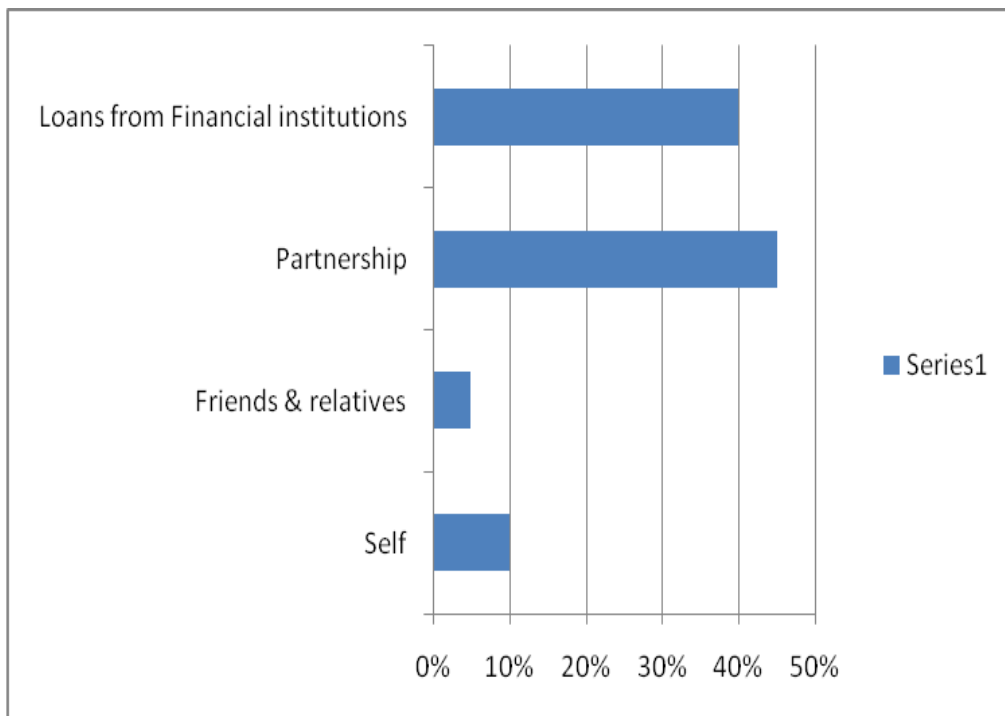 Loans from Financial institutions
Partnership
Friends & relatives
Self
0% 10% 20% 30% 40% 50%
Series1